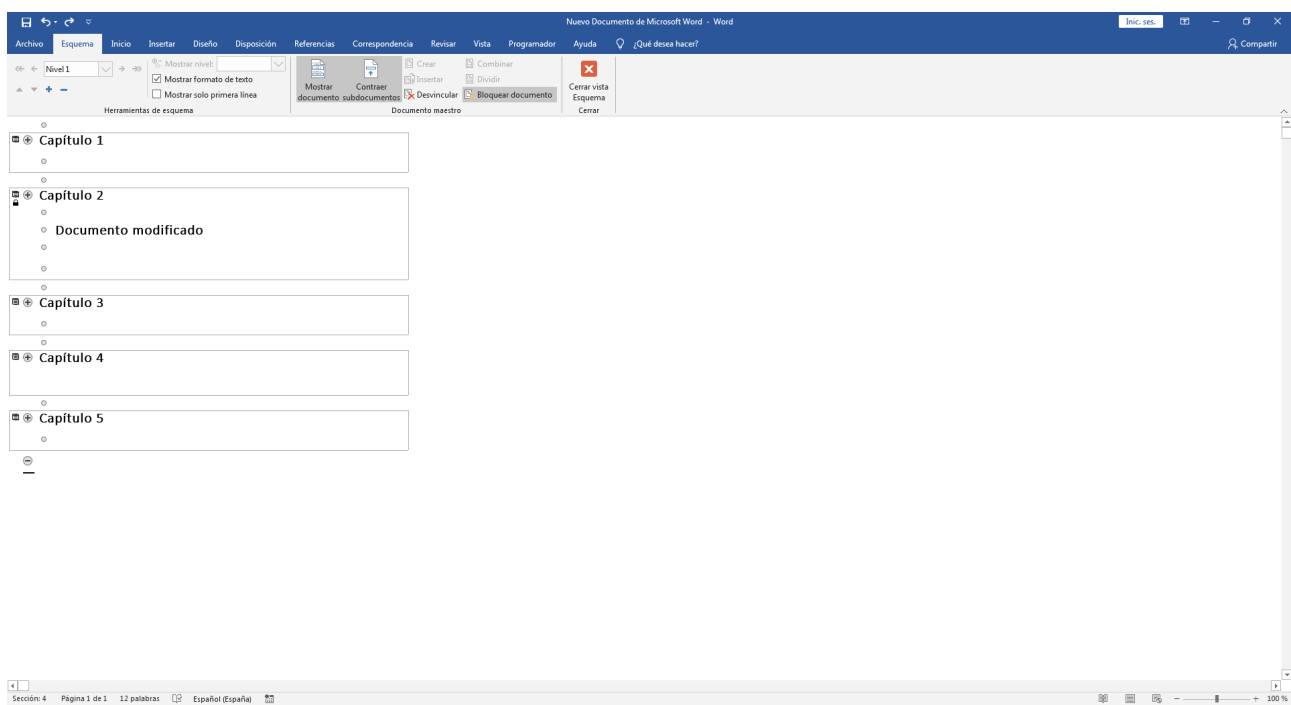 Nuevo Documento de Microsoft Word - Word
Inic. ses.
Archivo Esquema Inicio Insertar Diseño Disposición Referencias Correspondencia Revisar Vista Programador Ayuda ¿Qué desea hacer? Compartir
Nivel 1
Mostrar nivel:
Mostrar formato de texto
Mostrar solo primera línea
Herramientas de esquema
Mostrar documento
Contraer subdocumentos
Crear
Insertar
Desvincular
Combinar
Dividir
Bloquear documento
Documento maestro
Cerrar vista Esquema
Cerrar
Capítulo 1
Capítulo 2
Documento modificado
Capítulo 3
Capítulo 4
Capítulo 5
Sección: 4 Página 1 de 1 12 palabras Español (España) 100 %